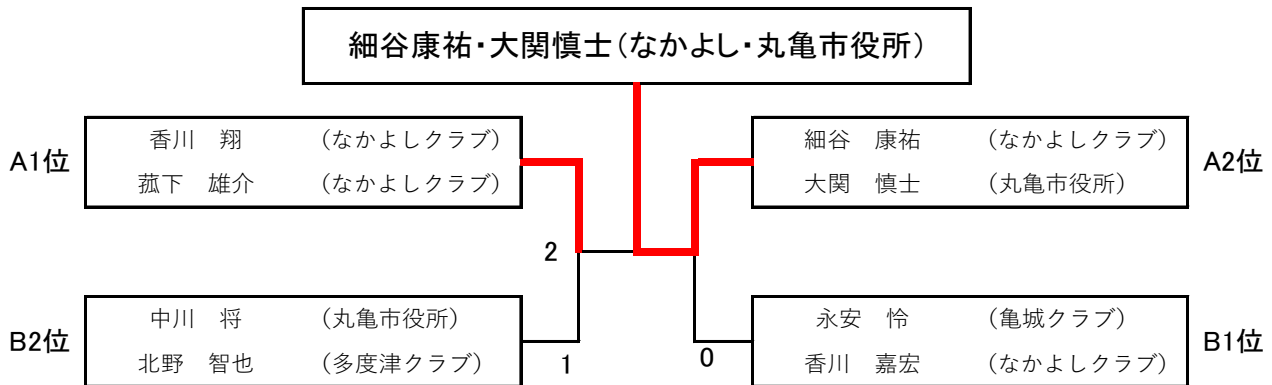 細谷康祐・大関慎士(なかよし・丸亀市役所)
A1位
香川　翔　(なかよしクラブ)
菰下　雄介　(なかよしクラブ)
細谷　康祐　(なかよしクラブ)
大関　慎士　(丸亀市役所)
A2位
2
B2位
中川　将　(丸亀市役所)
北野　智也　(多度津クラブ)
1
0
永安　怜　(亀城クラブ)
香川　嘉宏　(なかよしクラブ)
B1位